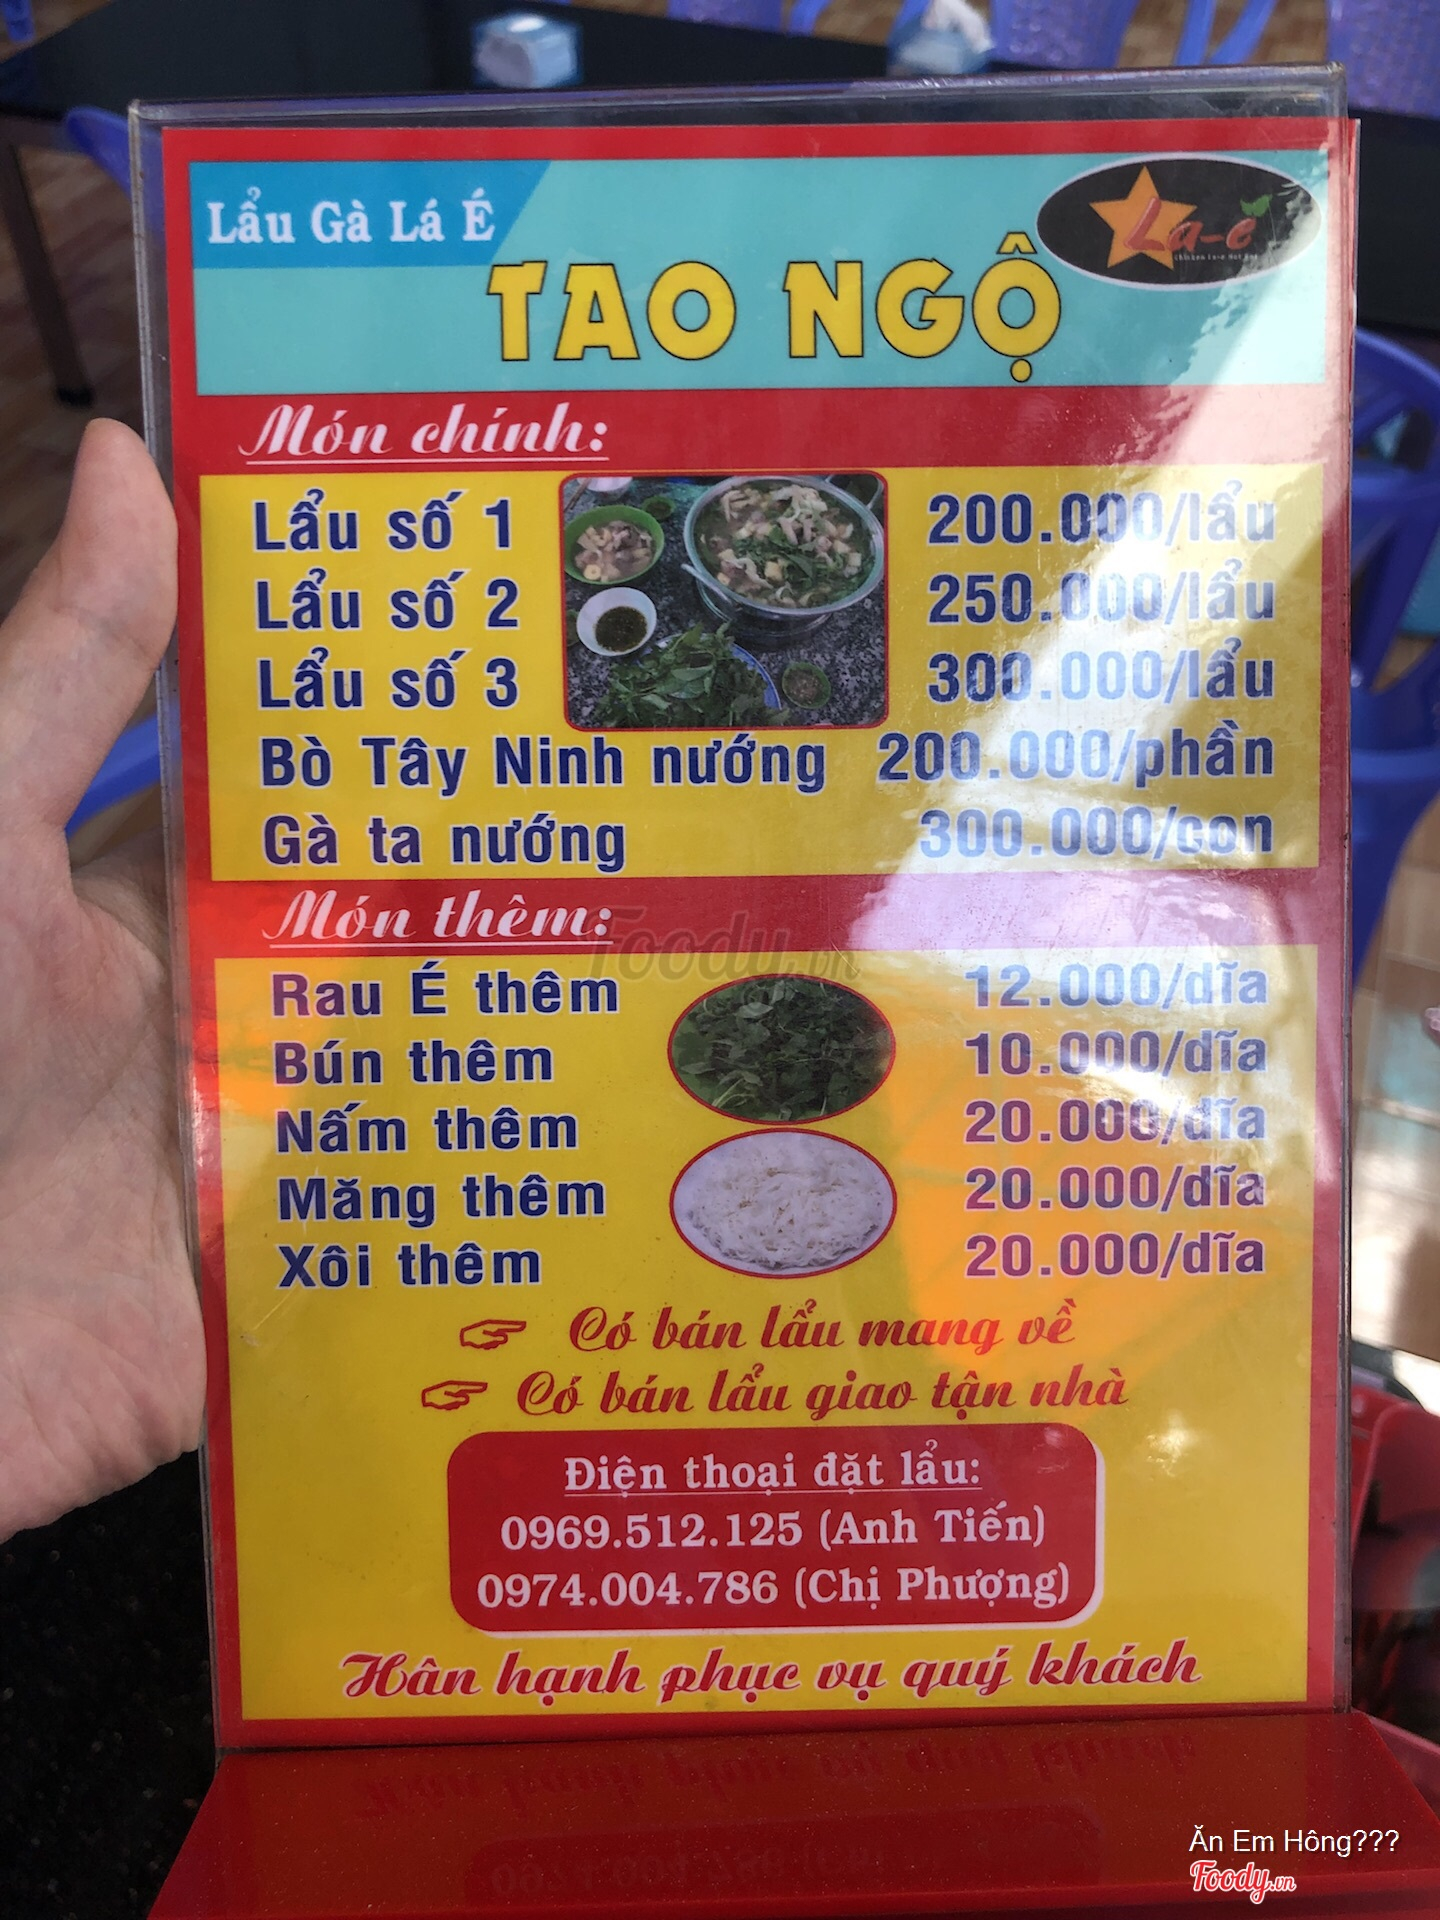 Lẩu Gà Lá É
La-é
TAO NGỘ
Món chính:
Lẩu số 1 200.000/lẩu
Lẩu số 2 250.000/lẩu
Lẩu số 3 300.000/lẩu
Bò Tây Ninh nướng 200.000/phần
Gà ta nướng 300.000/con
Món thêm:
Foody.vn
Rau É thêm 12.000/dĩa
Bún thêm 10.000/dĩa
Nấm thêm 20.000/dĩa
Măng thêm 20.000/dĩa
Xôi thêm 20.000/dĩa
Có bán lẩu mang về
Có bán lẩu giao tận nhà
Điện thoại đặt lẩu:
0969.512.125 (Anh Tiến)
0974.004.786 (Chị Phượng)
Hân hạnh phục vụ quý khách
Ăn Em Hông???
Foody.vn